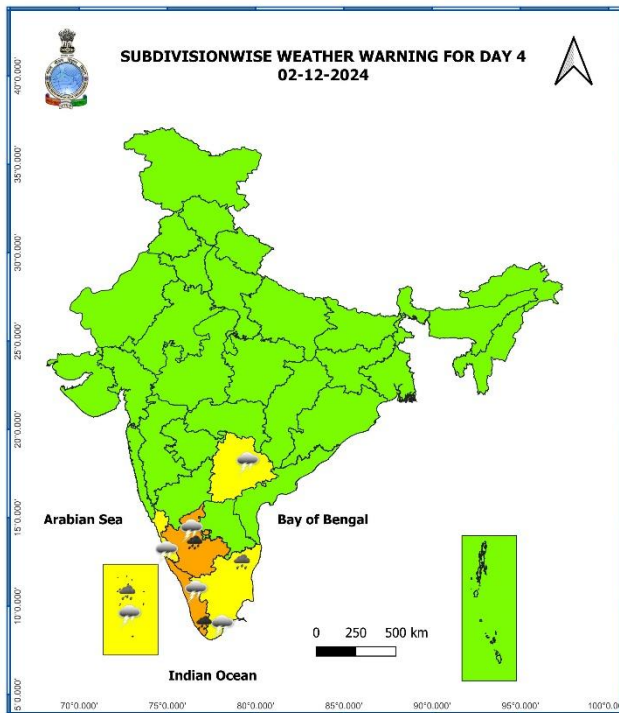 SUBDIVISIONWISE WEATHER WARNING FOR DAY 4
02-12-2024
40°0.000'
35°0.000'
30°0.000'
25°0.000'
20°0.000'
15°0.000'
10°0.000'
5°0.000'
Arabian Sea
Bay of Bengal
0 250 500 km
Indian Ocean
70°0.000' 75°0.000' 80°0.000' 85°0.000' 90°0.000' 95°0.000' 100°0.0